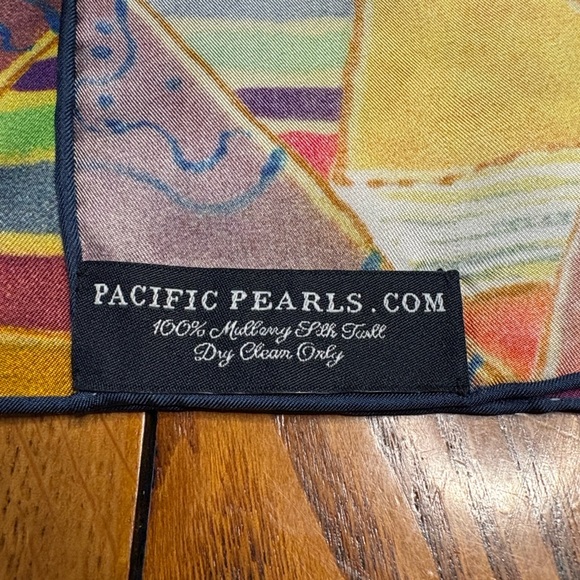 PACIFIC PEARLS.COM
100% Mulberry Silk Twill
Dry Clean Only